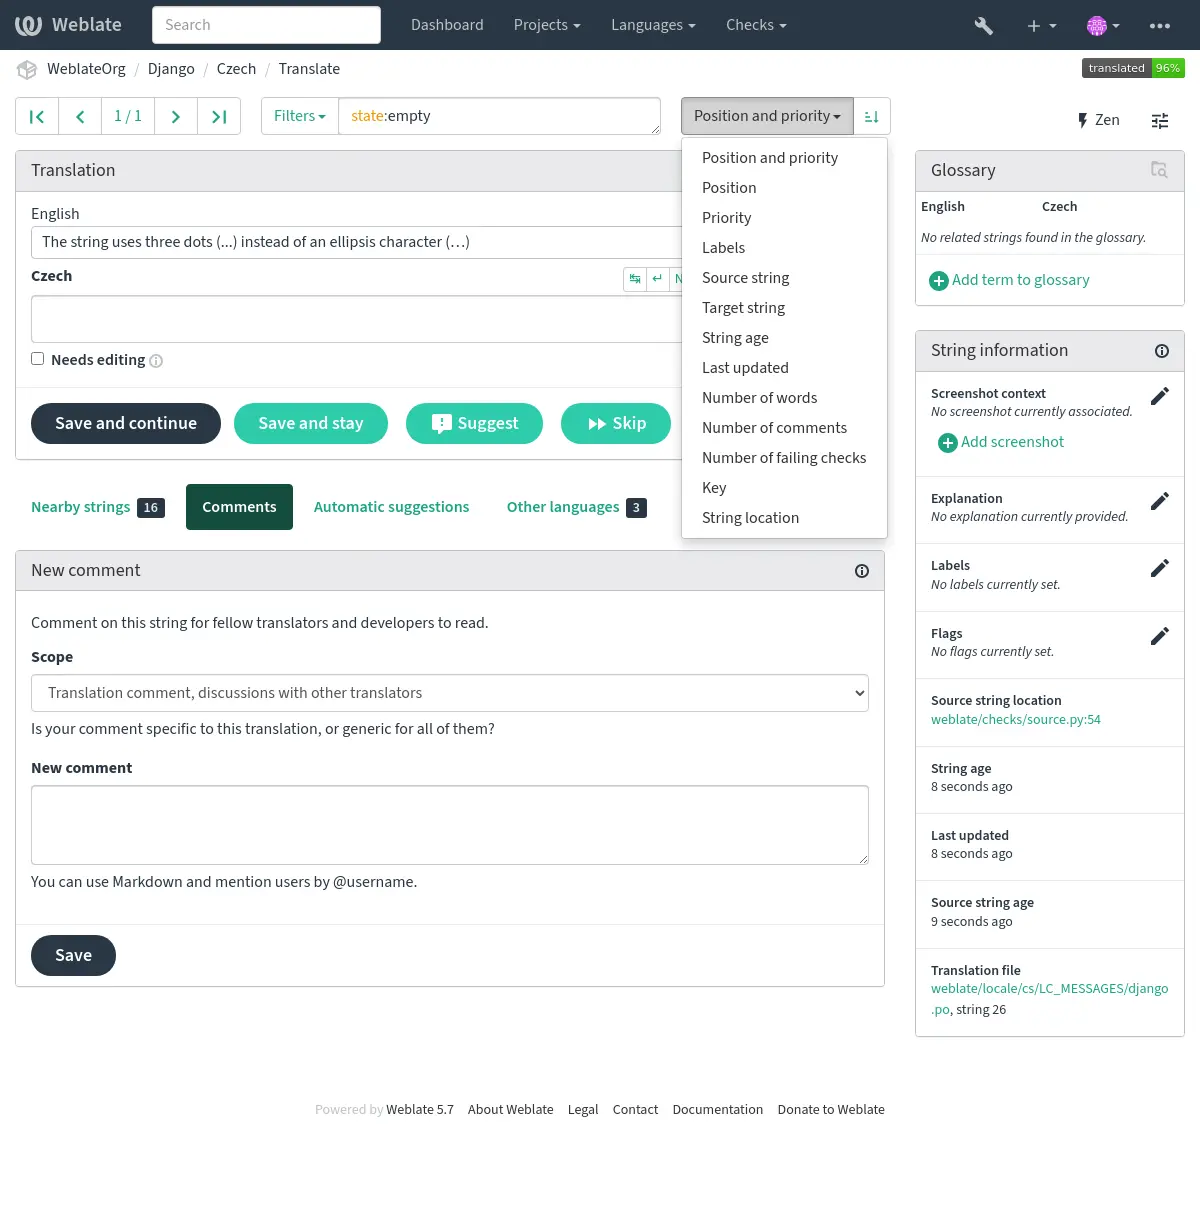 Weblate
Search
Dashboard
Projects
Languages
Checks
WeblateOrg / Django / Czech / Translate
translated 96%
1 / 1
Filters
state:empty
Position and priority
Zen
Position and priority
Position
Priority
Labels
Source string
Target string
String age
Last updated
Number of words
Number of comments
Number of failing checks
Key
String location
Translation
English
The string uses three dots (...) instead of an ellipsis character (…)
Czech
Needs editing
Save and continue
Save and stay
Suggest
Skip
Nearby strings 16
Comments
Automatic suggestions
Other languages 3
New comment
Comment on this string for fellow translators and developers to read.
Scope
Translation comment, discussions with other translators
Is your comment specific to this translation, or generic for all of them?
New comment
You can use Markdown and mention users by @username.
Save
Glossary
English Czech
No related strings found in the glossary.
Add term to glossary
String information
Screenshot context
No screenshot currently associated.
Add screenshot
Explanation
No explanation currently provided.
Labels
No labels currently set.
Flags
No flags currently set.
Source string location
weblate/checks/source.py:54
String age
8 seconds ago
Last updated
8 seconds ago
Source string age
9 seconds ago
Translation file
weblate/locale/cs/LC_MESSAGES/django
.po, string 26
Powered by Weblate 5.7 About Weblate Legal Contact Documentation Donate to Weblate